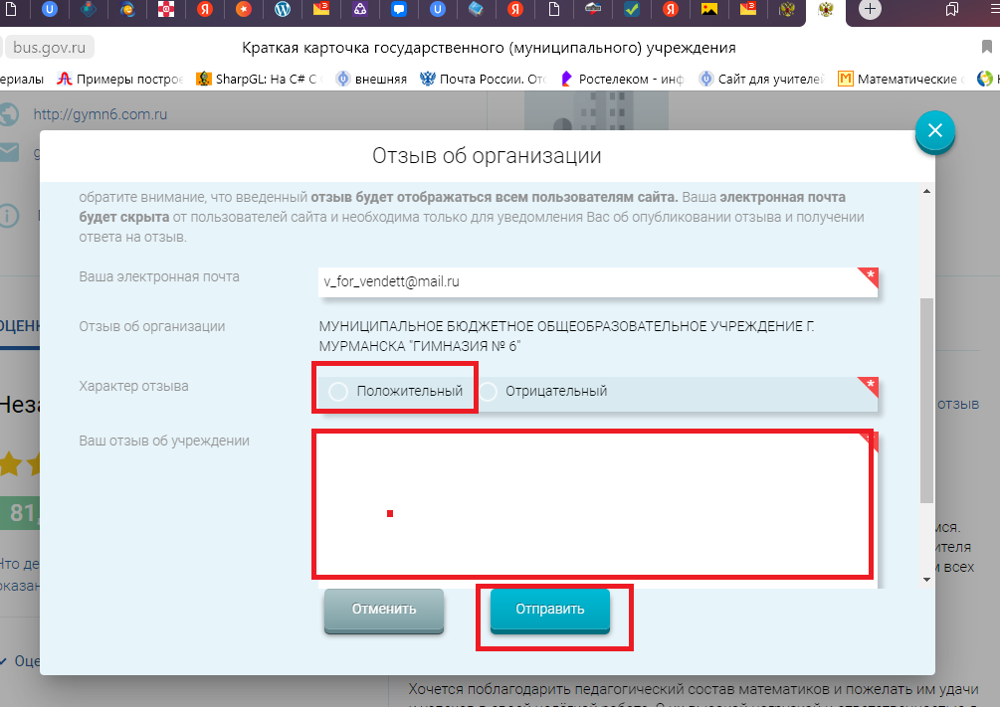 bus.gov.ru Краткая карточка государственного (муниципального) учреждения
ериалы Примеры построе SharpGL: На C# С внешняя Почта России. Отс Ростелеком - инф Сайт для учителе Математические
http://gymn6.com.ru
Отзыв об организации
обратите внимание, что введенный отзыв будет отображаться всем пользователям сайта. Ваша электронная почта
будет скрыта от пользователей сайта и необходима только для уведомления Вас об опубликовании отзыва и получении
ответа на отзыв.
Ваша электронная почта v_for_vendett@mail.ru
Отзыв об организации МУНИЦИПАЛЬНОЕ БЮДЖЕТНОЕ ОБЩЕОБРАЗОВАТЕЛЬНОЕ УЧРЕЖДЕНИЕ Г.
МУРМАНСКА "ГИМНАЗИЯ № 6"
ОЦЕНК
Характер отзыва Положительный Отрицательный
Неза
отзыв
Ваш отзыв об учреждении
81,
мся.
ителя
м всех
Что де
оказан
Отменить Отправить
Оце
Хочется поблагодарить педагогический состав математиков и пожелать им удачи